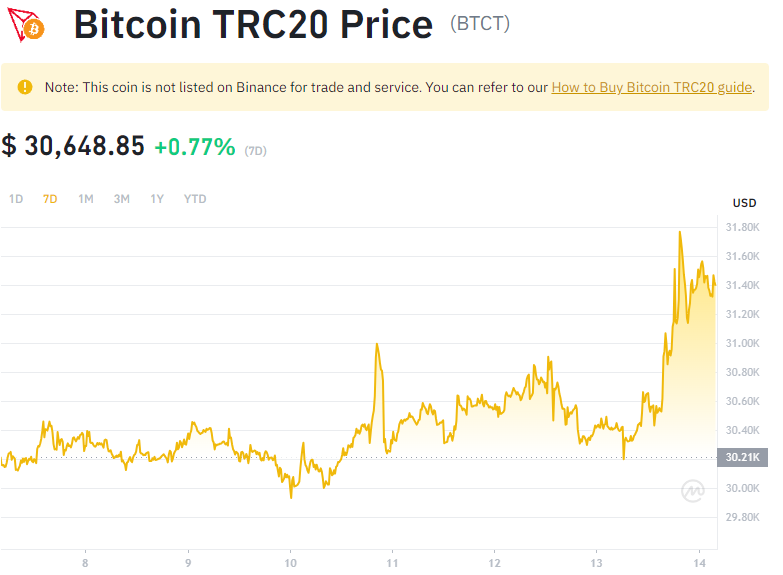 Bitcoin TRC20 Price (BTCT)
Note: This coin is not listed on Binance for trade and service. You can refer to our How to Buy Bitcoin TRC20 guide.
$ 30,648.85 +0.77% (7D)
1D 7D 1M 3M 1Y YTD
USD
31.80K
31.60K
31.40K
31.20K
31.00K
30.80K
30.60K
30.40K
30.21K
30.00K
29.80K
8 9 10 11 12 13 14